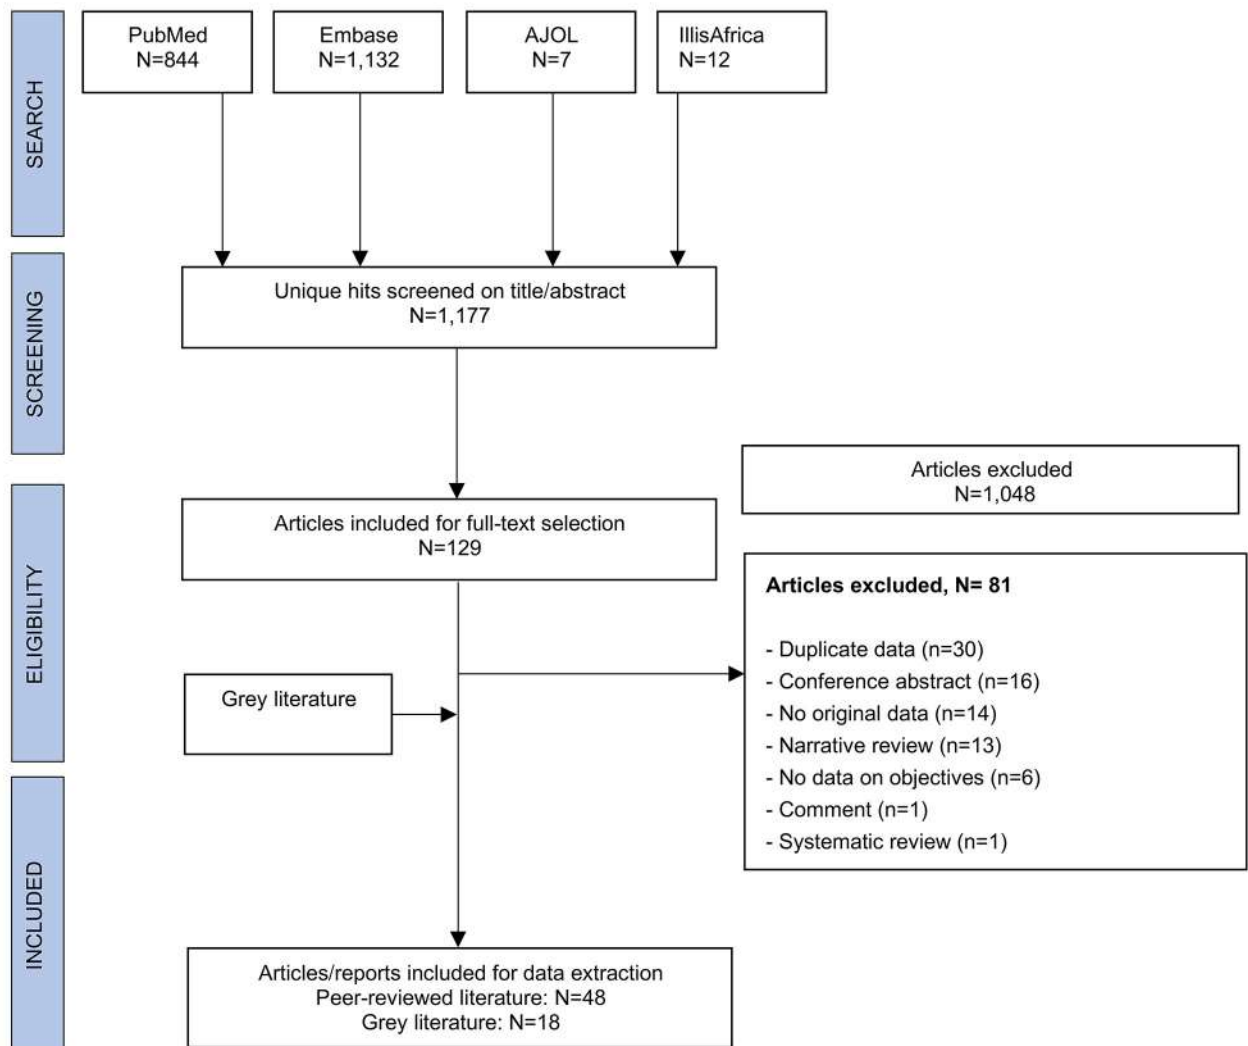 SEARCH
PubMed
N=844
Embase
N=1,132
AJOL
N=7
IllisAfrica
N=12
SCREENING
Unique hits screened on title/abstract
N=1,177
ELIGIBILITY
Articles excluded
N=1,048
Articles included for full-text selection
N=129
Articles excluded, N= 81
- Duplicate data (n=30)
- Conference abstract (n=16)
- No original data (n=14)
- Narrative review (n=13)
- No data on objectives (n=6)
- Comment (n=1)
- Systematic review (n=1)
Grey literature
INCLUDED
Articles/reports included for data extraction
Peer-reviewed literature: N=48
Grey literature: N=18